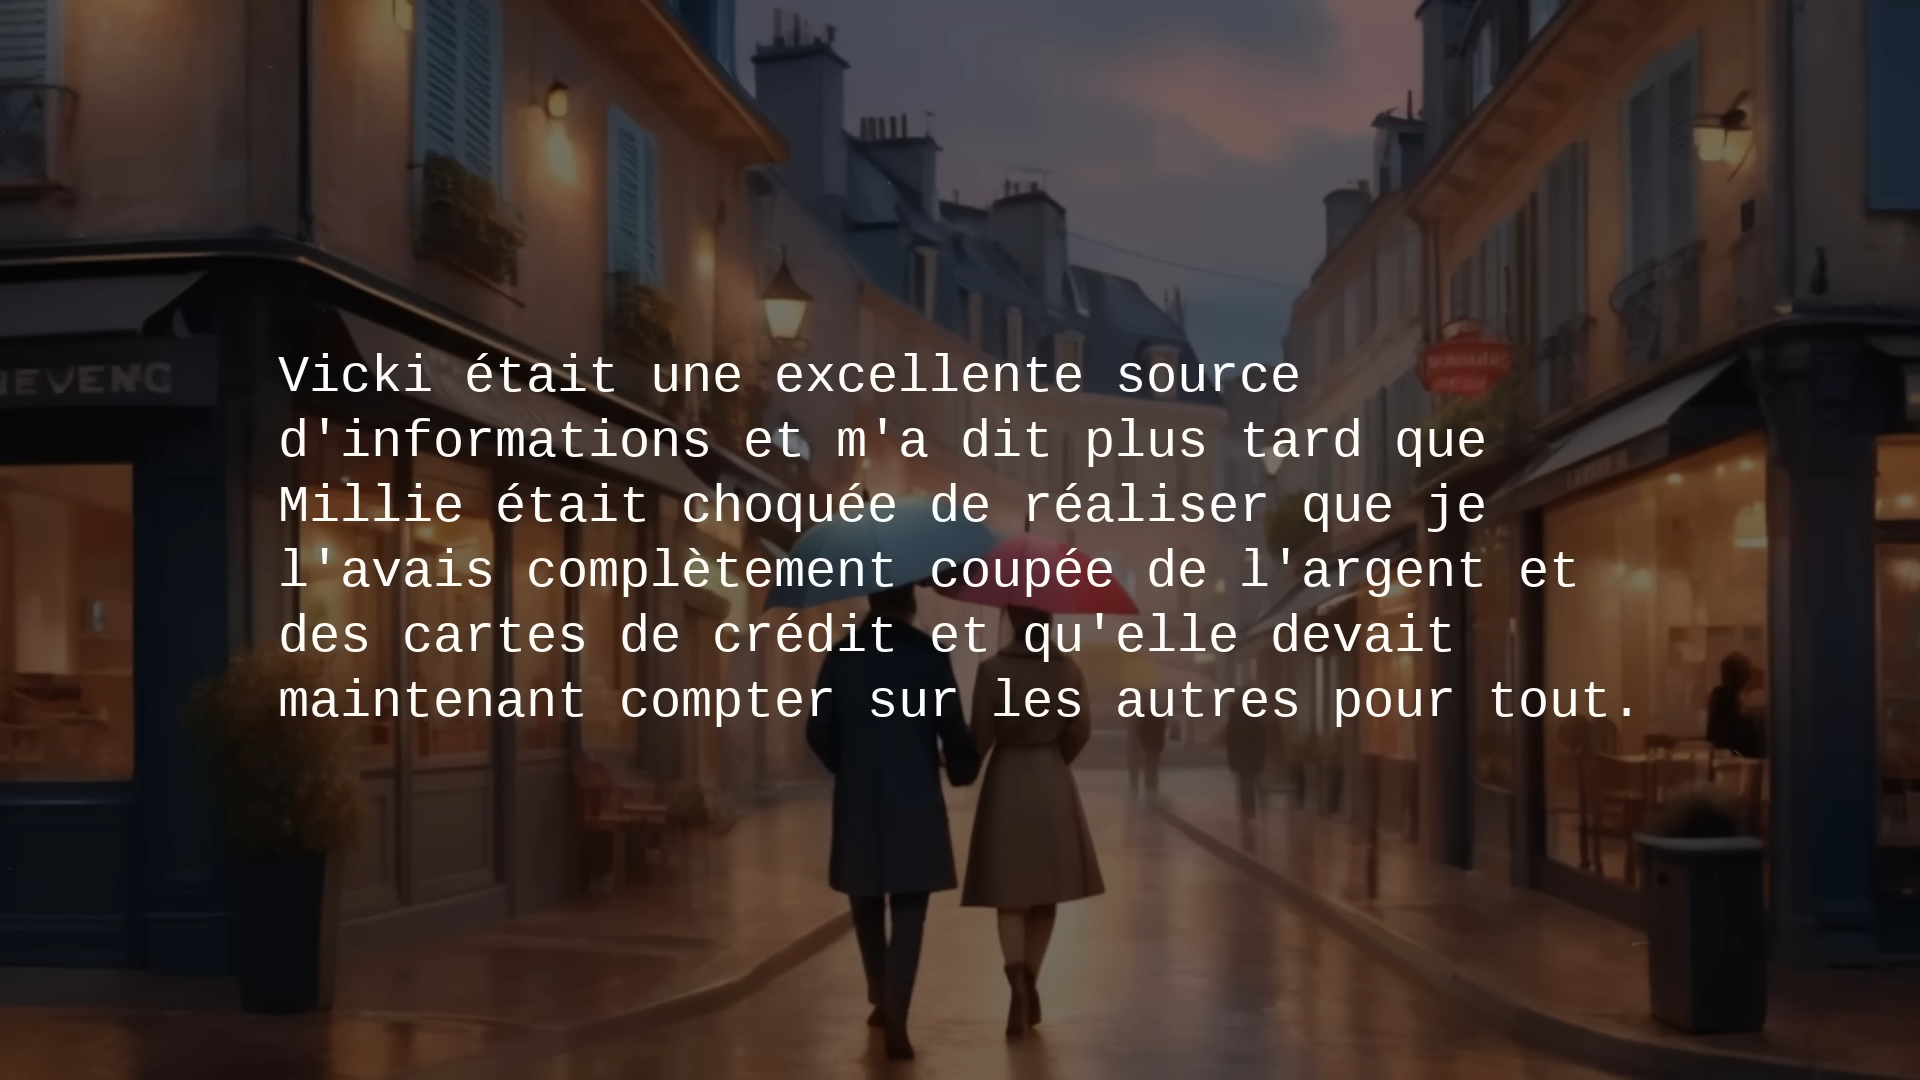 Vicki était une excellente source
d'informations et m'a dit plus tard que
Millie était choquée de réaliser que je
l'avais complètement coupée de l'argent et
des cartes de crédit et qu'elle devait
maintenant compter sur les autres pour tout.